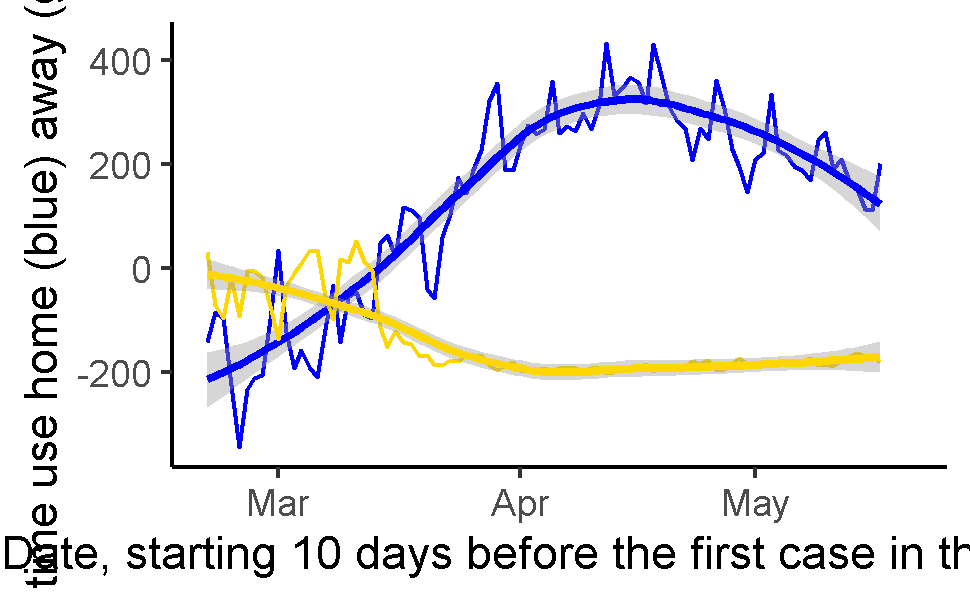 time use home (blue) away (
400
200
0
-200
Mar Apr May
Date, starting 10 days before the first case in th